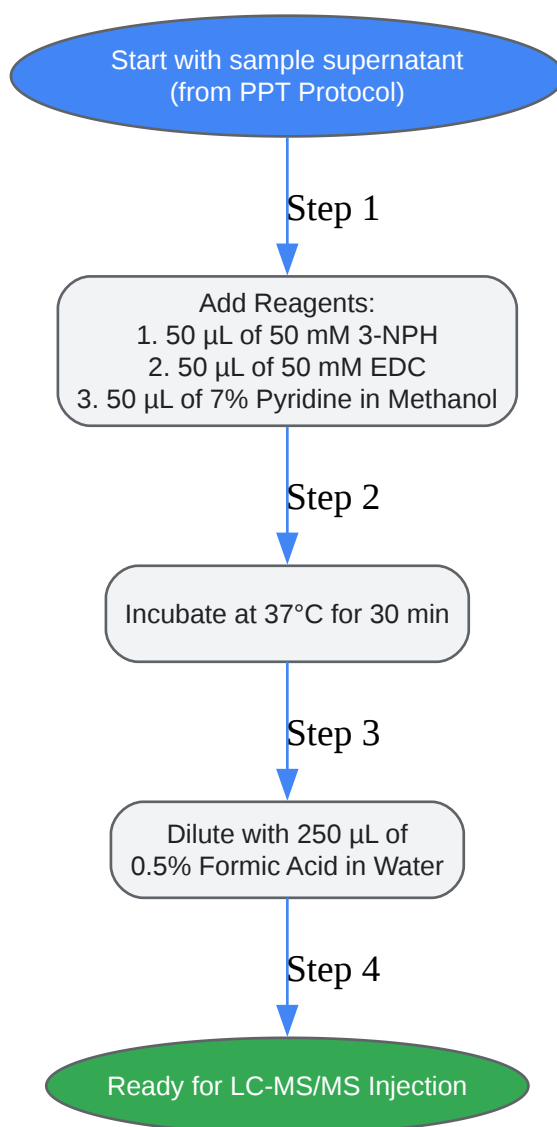 Start with sample supernatant
(from PPT Protocol)
Step 1
Add Reagents:
1. 50 µL of 50 mM 3-NPH
2. 50 µL of 50 mM EDC
3. 50 µL of 7% Pyridine in Methanol
Step 2
Incubate at 37°C for 30 min
Step 3
Dilute with 250 µL of
0.5% Formic Acid in Water
Step 4
Ready for LC-MS/MS Injection